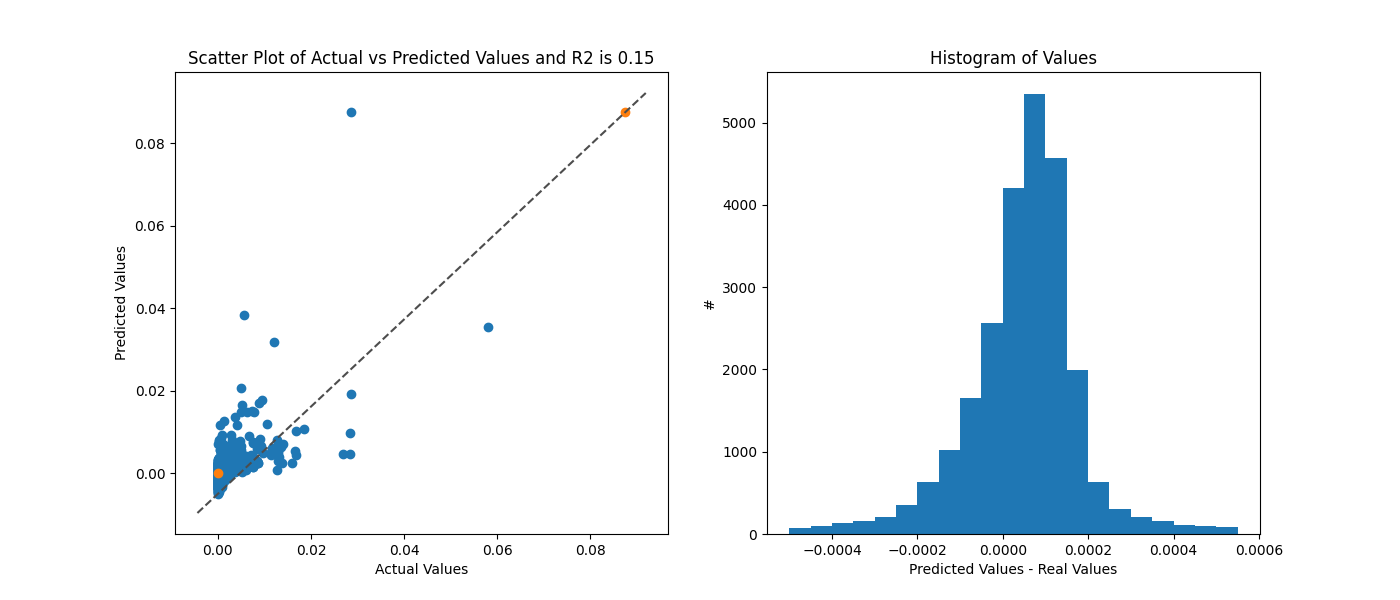 Scatter Plot of Actual vs Predicted Values and R2 is 0.15
Predicted Values
0.08
0.06
0.04
0.02
0.00
0.00 0.02 0.04 0.06 0.08
Actual Values
Histogram of Values
#
5000
4000
3000
2000
1000
0
−0.0004 −0.0002 0.0000 0.0002 0.0004 0.0006
Predicted Values - Real Values